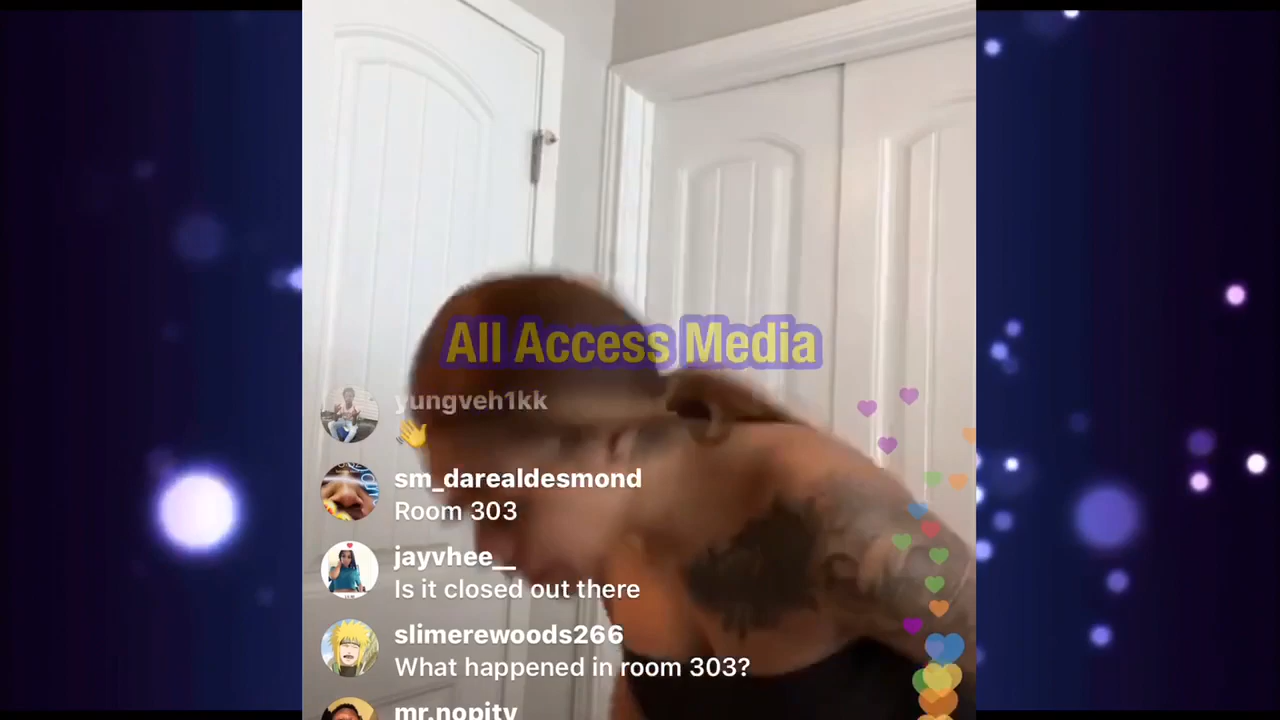 All Access Media
yungveh1kk
👋
sm_darealdesmond
Room 303
jayvhee__
Is it closed out there
slimerewoods266
What happened in room 303?
mr.nopity